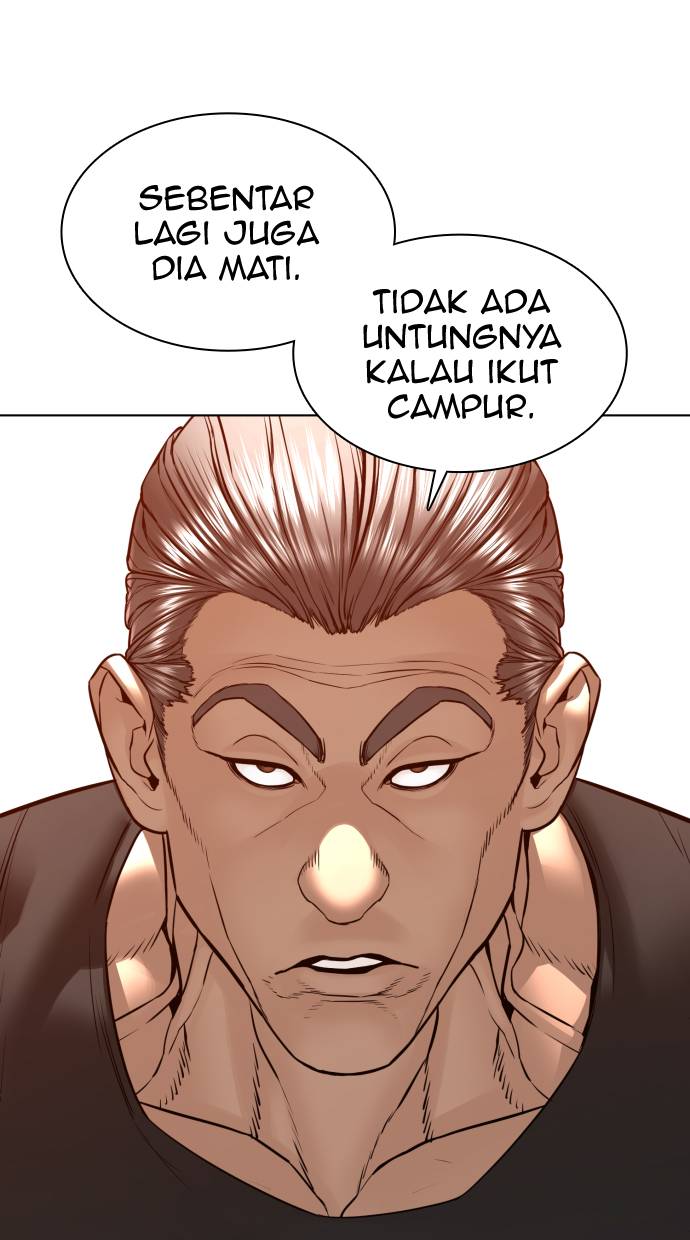 SEBENTAR
LAGI JUGA
DIA MATI.
TIDAK ADA
UNTUNGNYA
KALAU IKUT
CAMPUR.